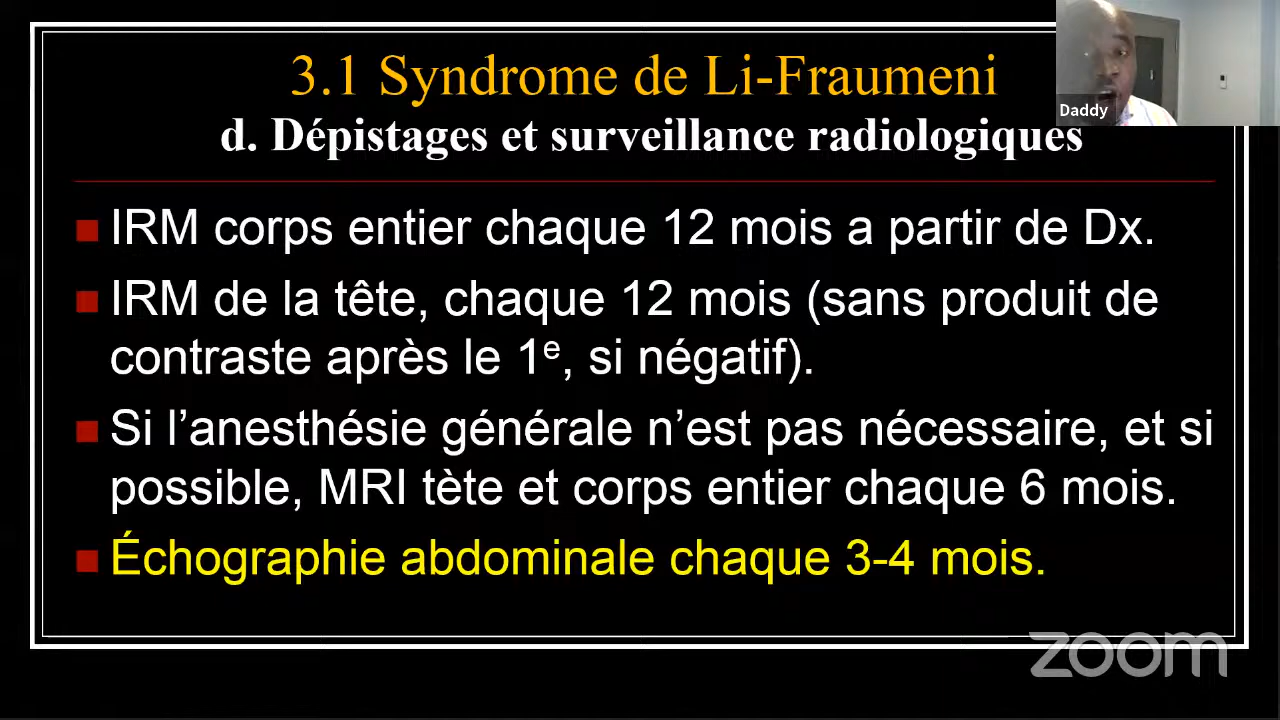 3.1 Syndrome de Li-Fraumeni
d. Dépistages et surveillance radiologiques
Daddy
IRM corps entier chaque 12 mois a partir de Dx.
IRM de la tête, chaque 12 mois (sans produit de
contraste après le 1e, si négatif).
Si l’anesthésie générale n’est pas nécessaire, et si
possible, MRI tète et corps entier chaque 6 mois.
Échographie abdominale chaque 3-4 mois.
zoom